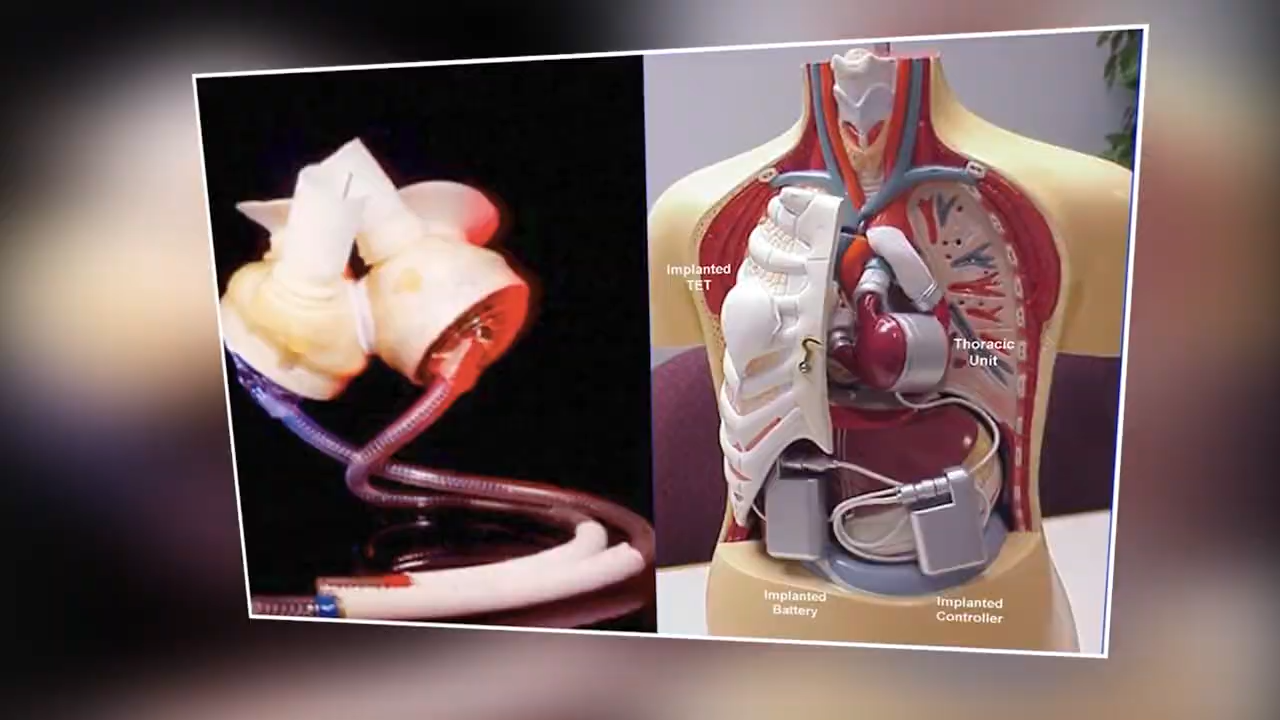 Implanted
TET
Thoracic
Unit
Implanted
Battery
Implanted
Controller